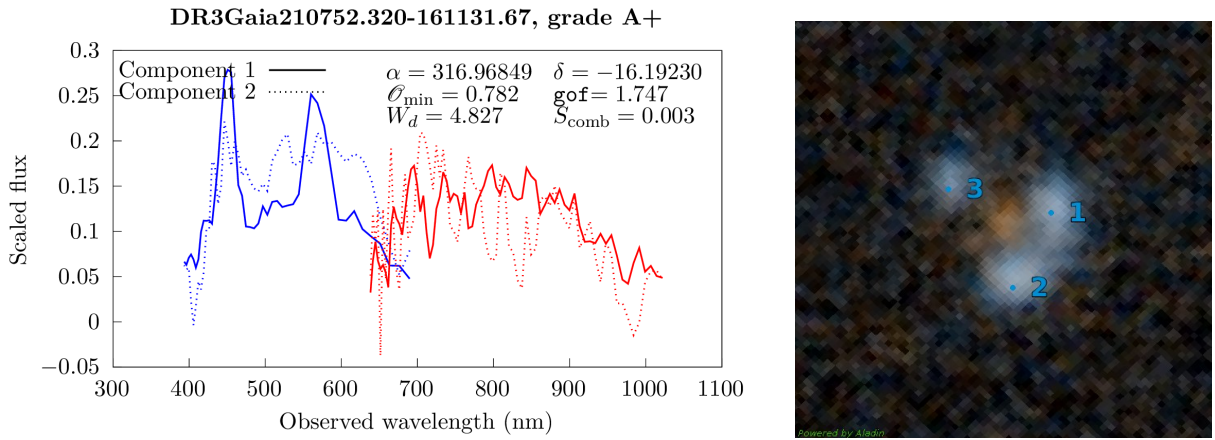 DR3Gaia210752.320-161131.67, grade A+
Component 1
Component 2
α = 316.96849 δ = −16.19230
𝒪min = 0.782 gof= 1.747
Wd = 4.827 Scomb = 0.003
Scaled flux
0.3
0.25
0.2
0.15
0.1
0.05
0
−0.05
300 400 500 600 700 800 900 1000 1100
Observed wavelength (nm)
3
1
2
Powered by Aladin